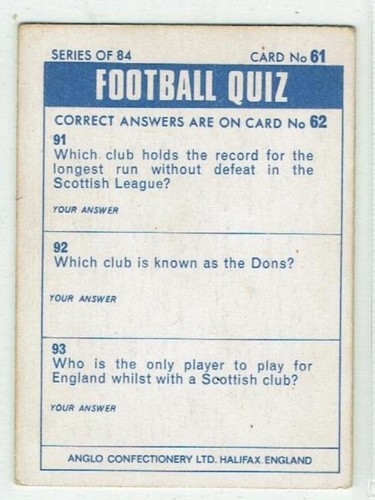 SERIES OF 84 CARD No 61
FOOTBALL QUIZ
CORRECT ANSWERS ARE ON CARD No 62
91
Which club holds the record for the
longest run without defeat in the
Scottish League?
YOUR ANSWER
92
Which club is known as the Dons?
YOUR ANSWER
93
Who is the only player to play for
England whilst with a Scottish club?
YOUR ANSWER
ANGLO CONFECTIONERY LTD. HALIFAX. ENGLAND